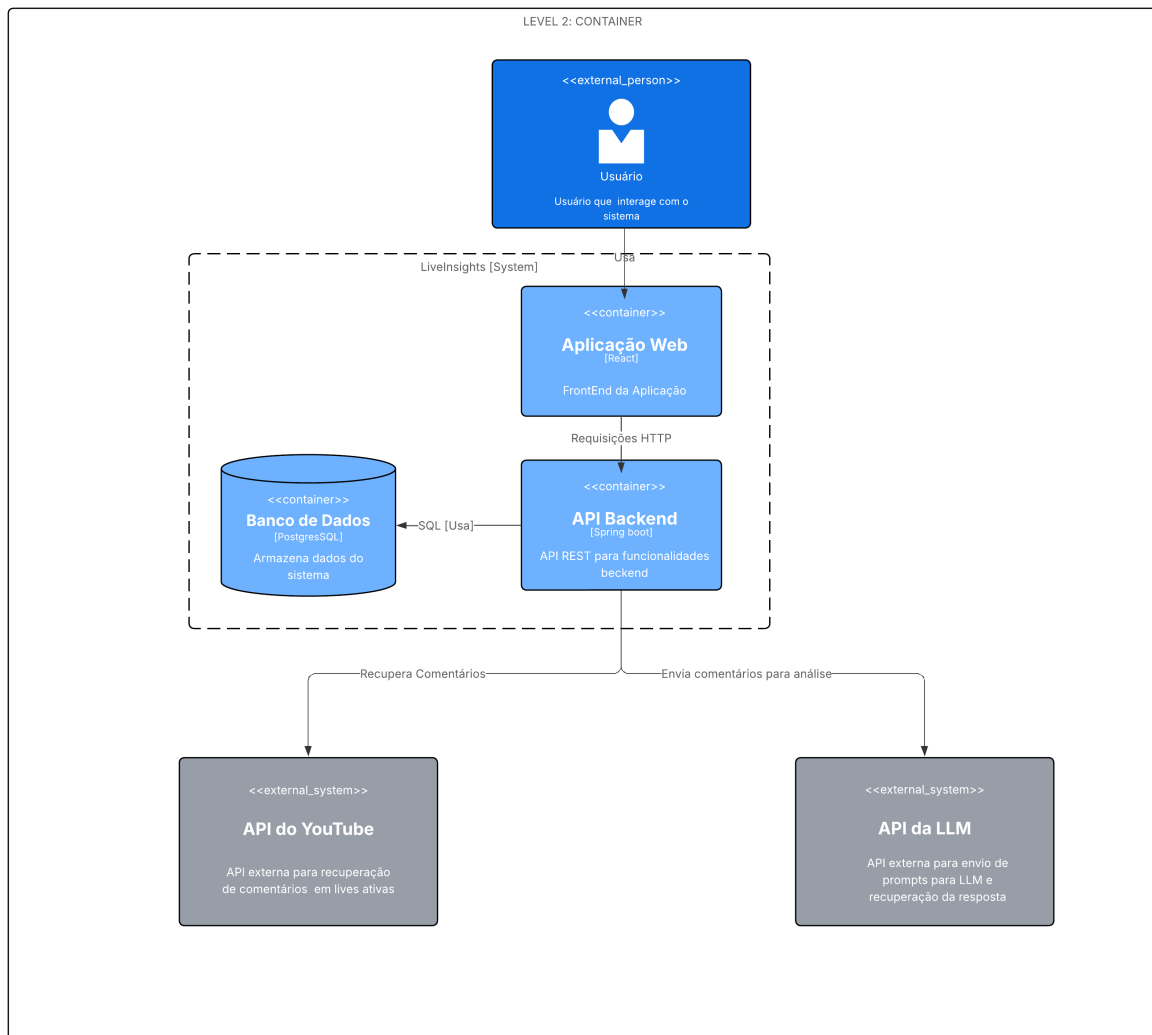 LEVEL 2: CONTAINER
<<external_person>>
Usuário
Usuário que interage com o
sistema
Usa
LiveInsights [System]
<<container>>
Aplicação Web
[React]
FrontEnd da Aplicação
Requisições HTTP
<<container>>
Banco de Dados
[PostgresSQL]
Armazena dados do
sistema
SQL [Usa]
<<container>>
API Backend
[Spring boot]
API REST para funcionalidades
beckend
Recupera Comentários
Envia comentários para análise
<<external_system>>
API do YouTube
API externa para recuperação
de comentários em lives ativas
<<external_system>>
API da LLM
API externa para envio de
prompts para LLM e
recuperação da resposta